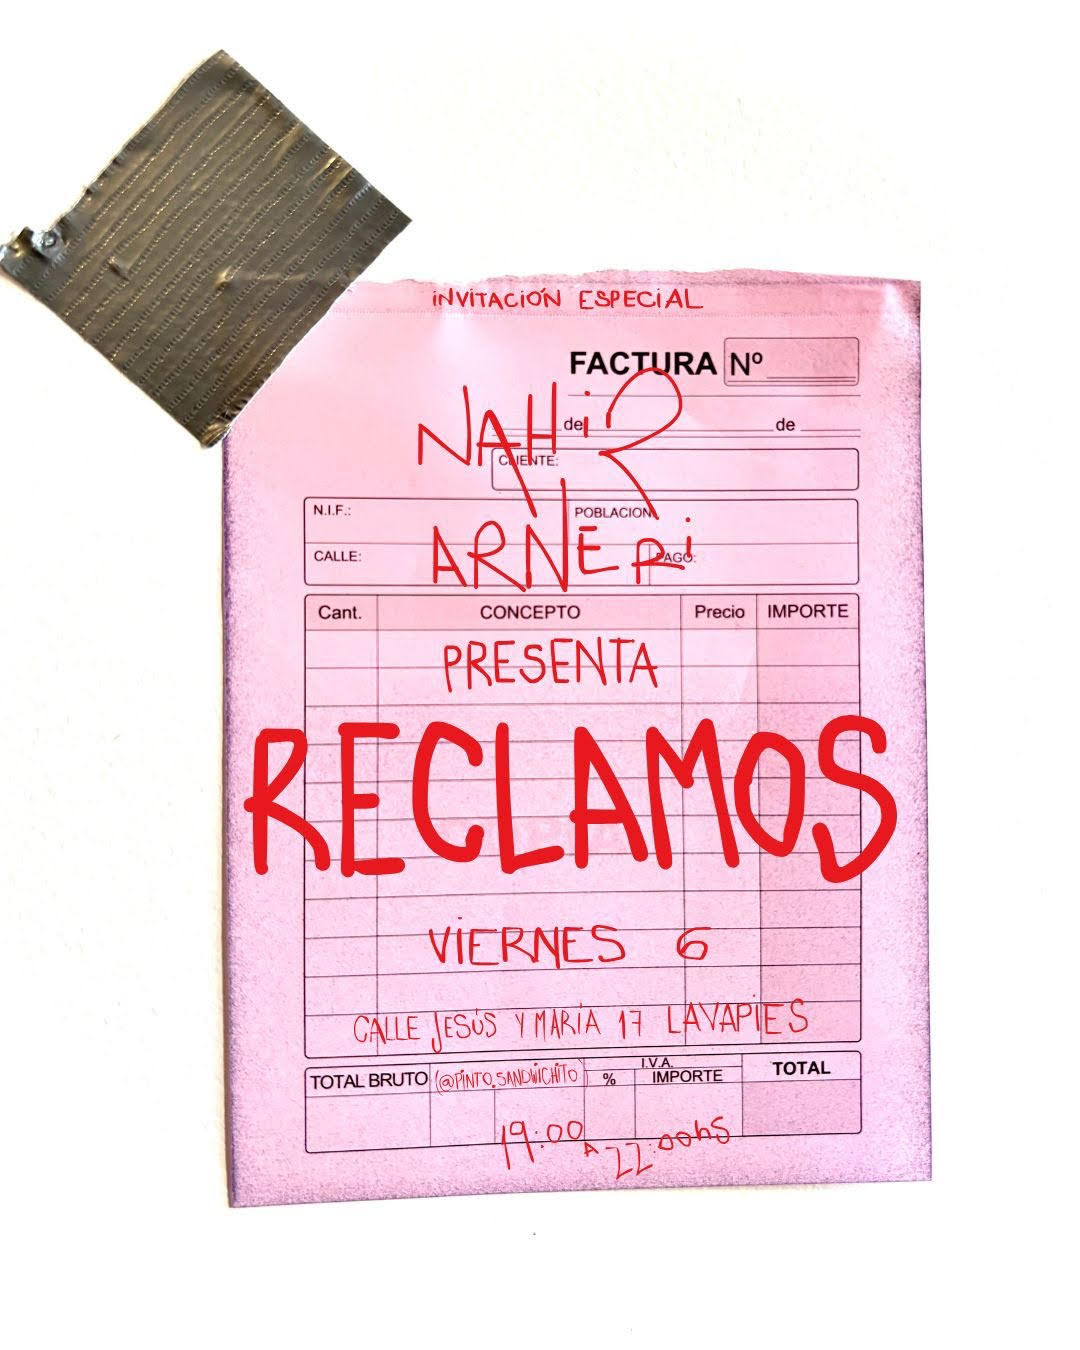 iNVITACIÓN ESPECiAL
FACTURA Nº
NAHiR
de de
CLIENTE:
N.I.F.: POBLACION
ARNERi
CALLE: PAGO:
Cant. CONCEPTO Precio IMPORTE
PRESENTA
RECLAMOS
VIERNES 6
CALLE JESÚS Y MARÍA 17 LAVAPIES
TOTAL BRUTO (@PINTO.SANDWICHITO) % I.V.A. IMPORTE TOTAL
19:00 A 22:00hS